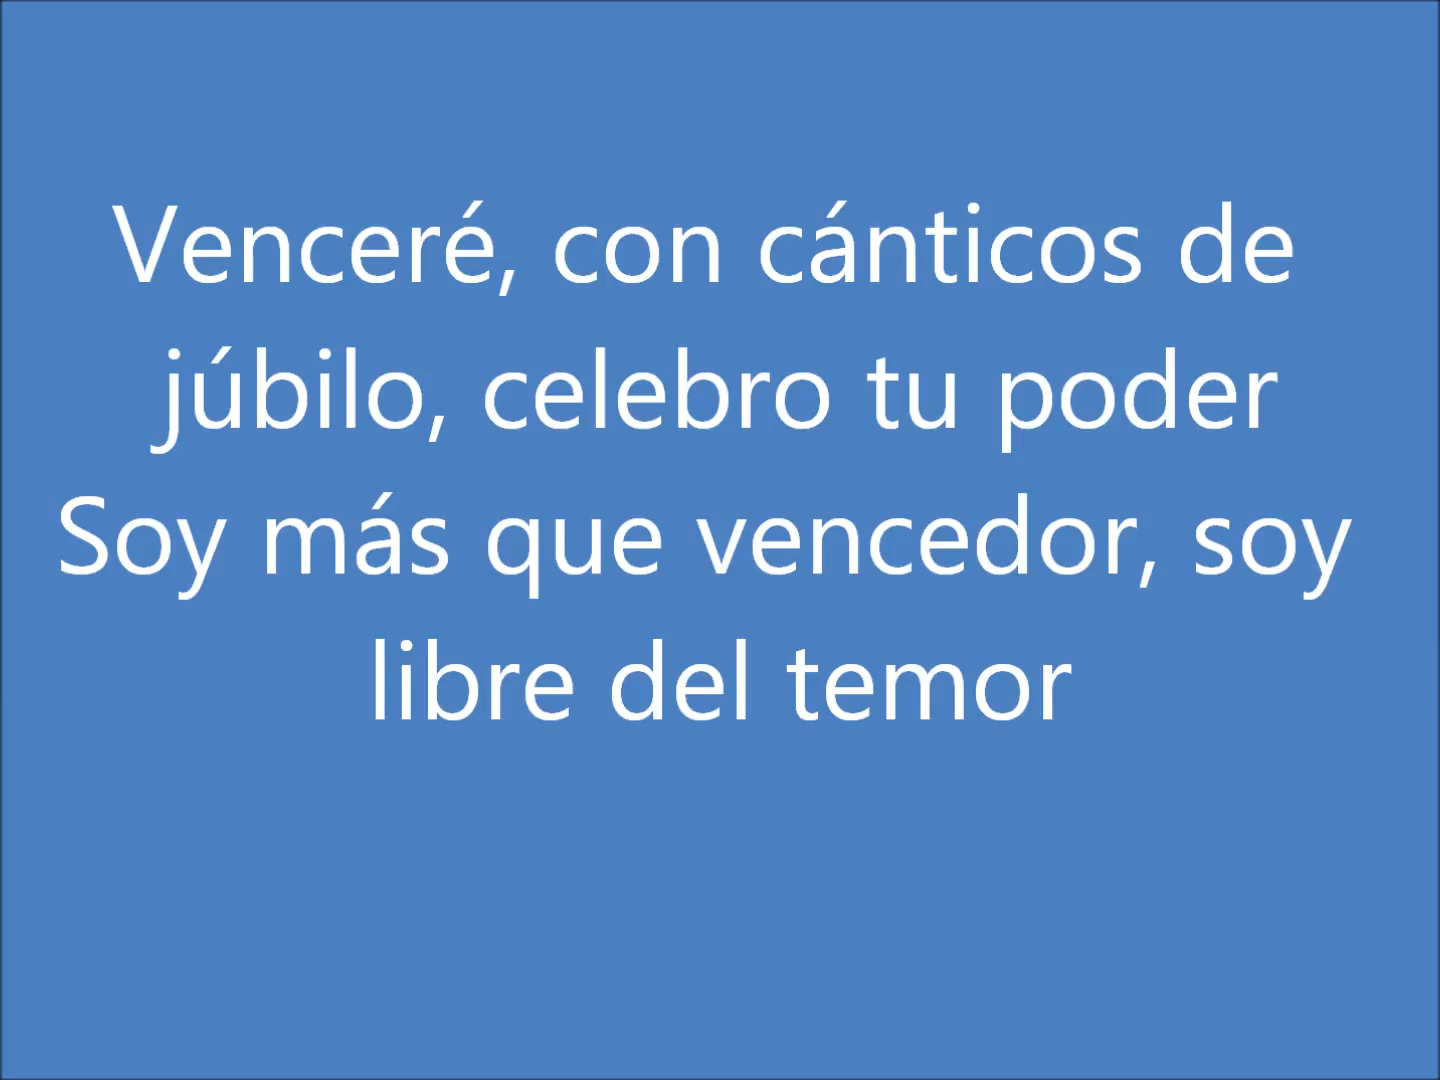 Venceré, con cánticos de
júbilo, celebro tu poder
Soy más que vencedor, soy
libre del temor